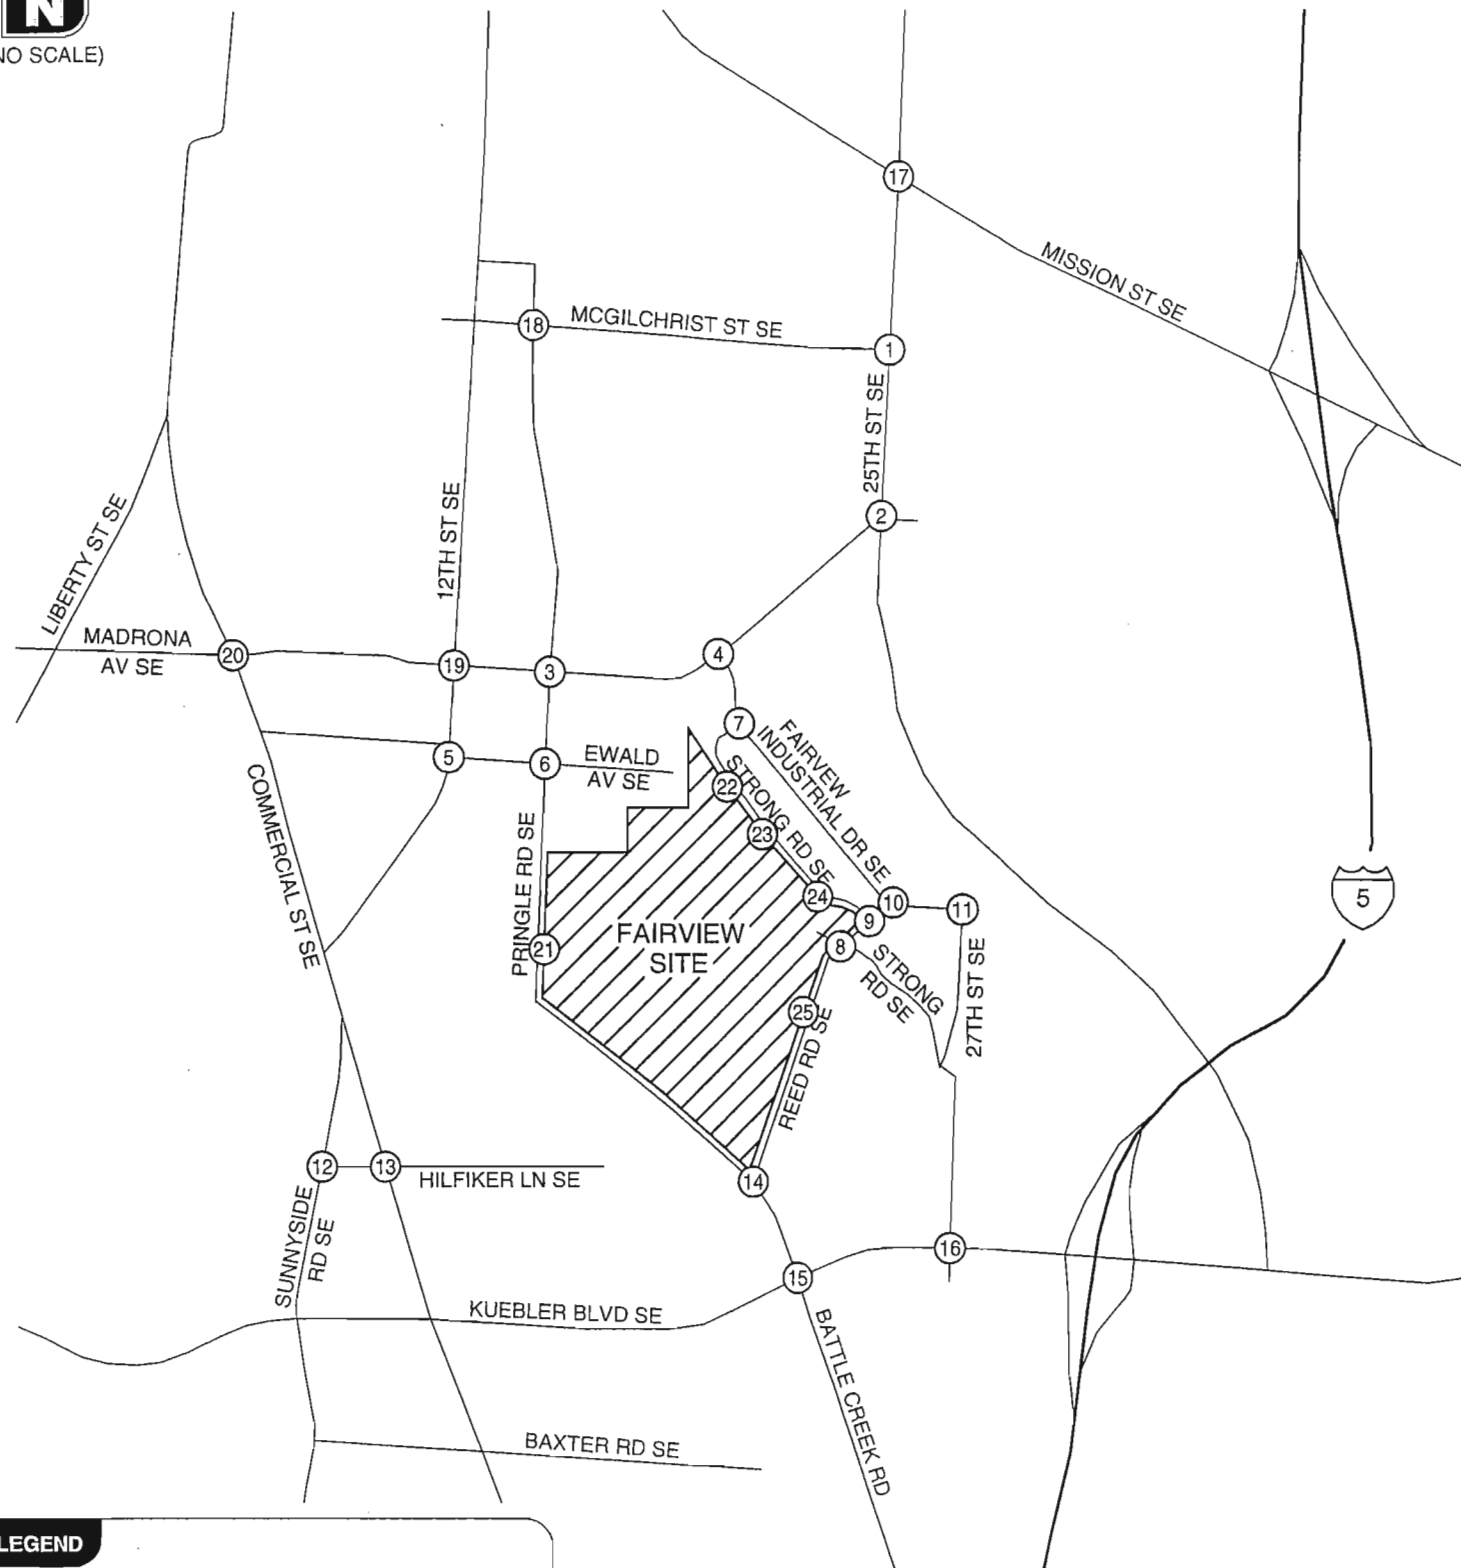 N
(NO SCALE)
17
MISSION ST SE
18
MCGILCHRIST ST SE
1
25TH ST SE
2
12TH ST SE
LIBERTY ST SE
MADRONA
AV SE
20
19
3
4
7
FAIRVIEW
INDUSTRIAL DR SE
5
6
EWALD
AV SE
22
STRONG RD SE
23
COMMERCIAL ST SE
PRINGLE RD SE
24
10
11
9
5
21
FAIRVIEW
SITE
8
STRONG
RD SE
27TH ST SE
25
REED RD SE
12
13
HILFIKER LN SE
14
SUNNYSIDE
RD SE
16
15
KUEBLER BLVD SE
BATTLE CREEK RD
BAXTER RD SE
LEGEND